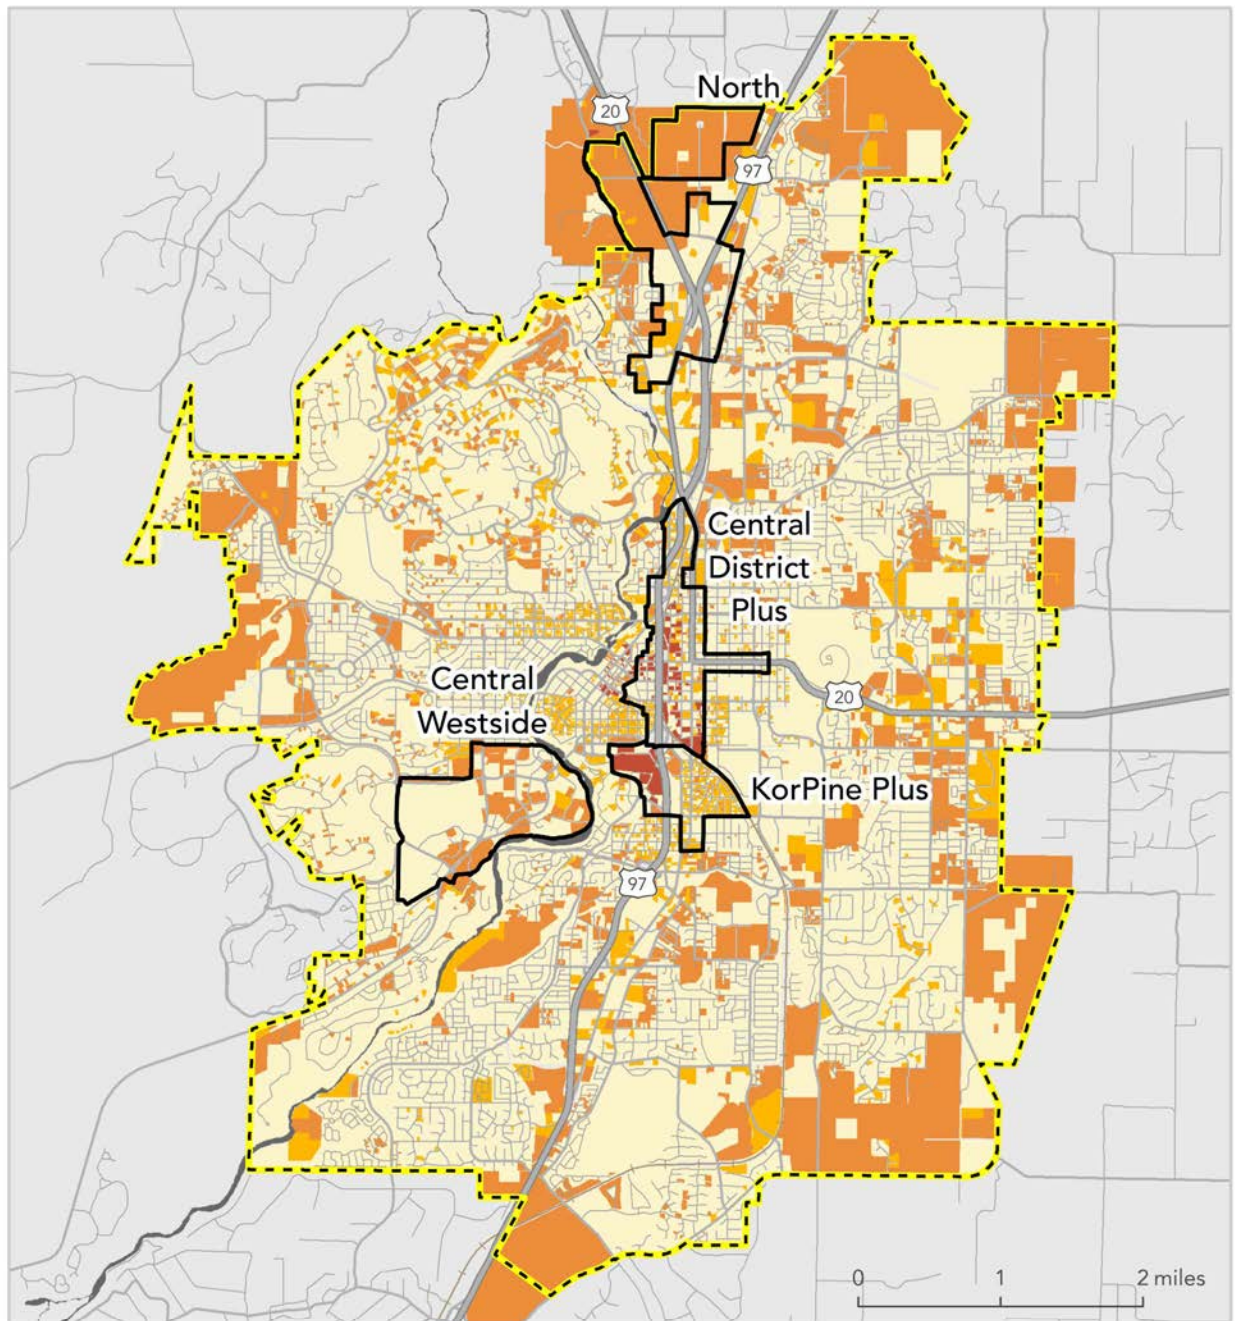 North
20
97
Central
District
Plus
Central
Westside
20
KorPine Plus
97
0 1 2 miles